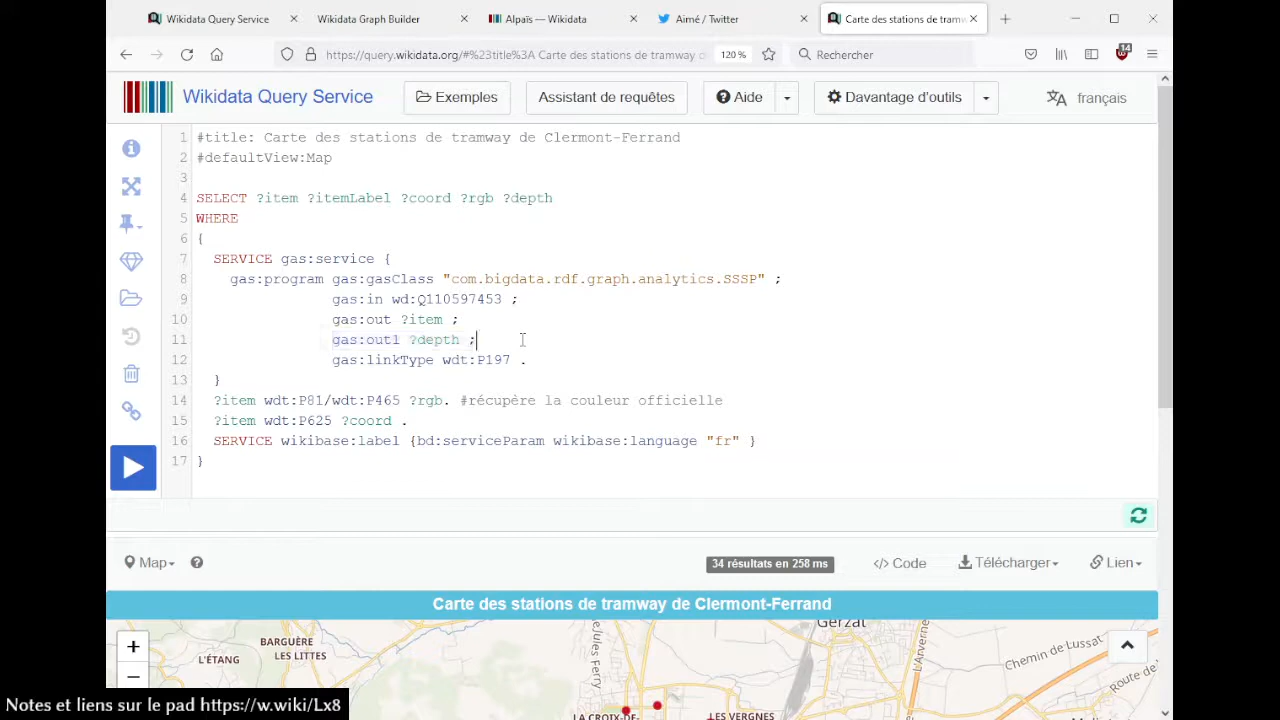 Wikidata Query Service
Wikidata Graph Builder
Alpaïs — Wikidata
Aimé / Twitter
Carte des stations de tramw
https://query.wikidata.org/#%23title%3A Carte des stations de tramway
120 %
Rechercher
14
Wikidata Query Service
Exemples
Assistant de requêtes
Aide
Davantage d'outils
français
1 #title: Carte des stations de tramway de Clermont-Ferrand
2 #defaultView:Map
3
4 SELECT ?item ?itemLabel ?coord ?rgb ?depth
5 WHERE
6 {
7 SERVICE gas:service {
8 gas:program gas:gasClass "com.bigdata.rdf.graph.analytics.SSSP" ;
9 gas:in wd:Q110597453 ;
10 gas:out ?item ;
11 gas:out1 ?depth ;
12 gas:linkType wdt:P197 .
13 }
14 ?item wdt:P81/wdt:P465 ?rgb. #récupère la couleur officielle
15 ?item wdt:P625 ?coord .
16 SERVICE wikibase:label {bd:serviceParam wikibase:language "fr" }
17 }
Map
34 résultats en 258 ms
</> Code
Télécharger
Lien
Carte des stations de tramway de Clermont-Ferrand
+
−
BARGUÈRE
LES LITTES
L'ÉTANG
Jules Ferry
Gerzat
L'Arvern
Chemin de Lussat
Route de
LA CROIX-DE-
LES VERGNES
Notes et liens sur le pad https://w.wiki/Lx8